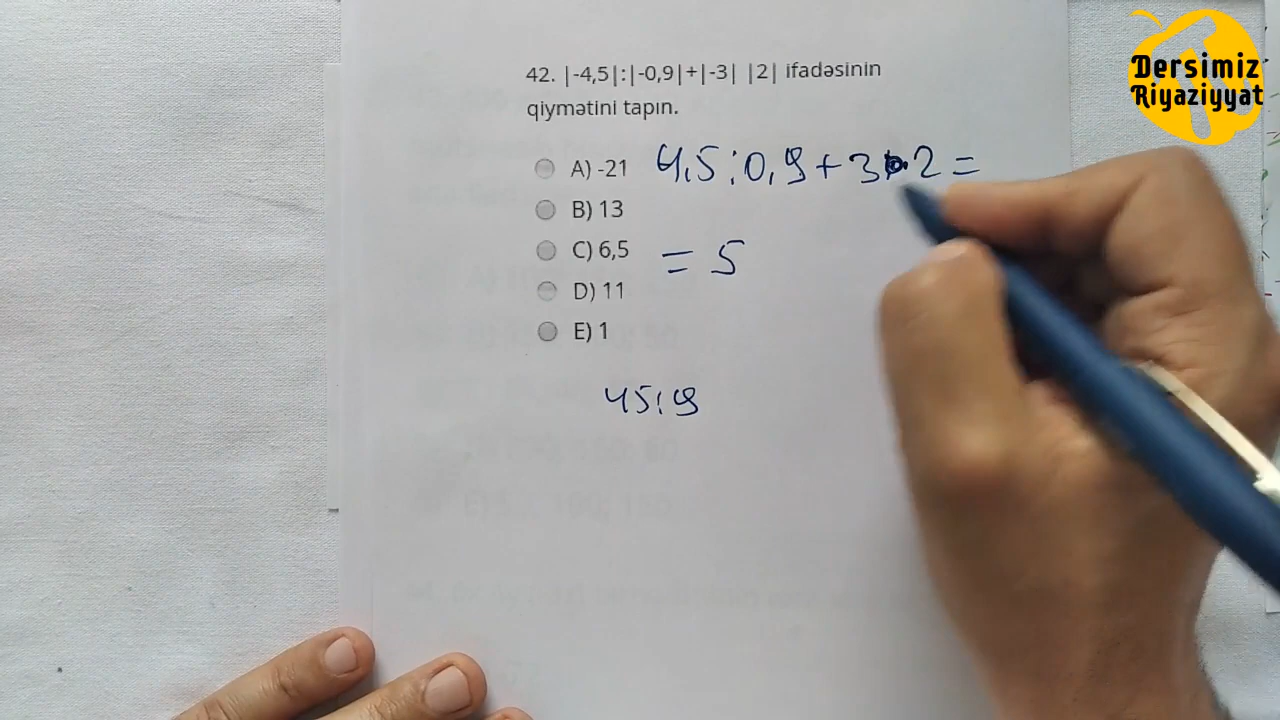 Dersimiz
Riyaziyyat
42. |-4,5|:|-0,9|+|-3| |2| ifadəsinin
qiymətini tapın.
A) -21
B) 13
C) 6,5
D) 11
E) 1
4,5:0,9+3·2=
=5
45:9